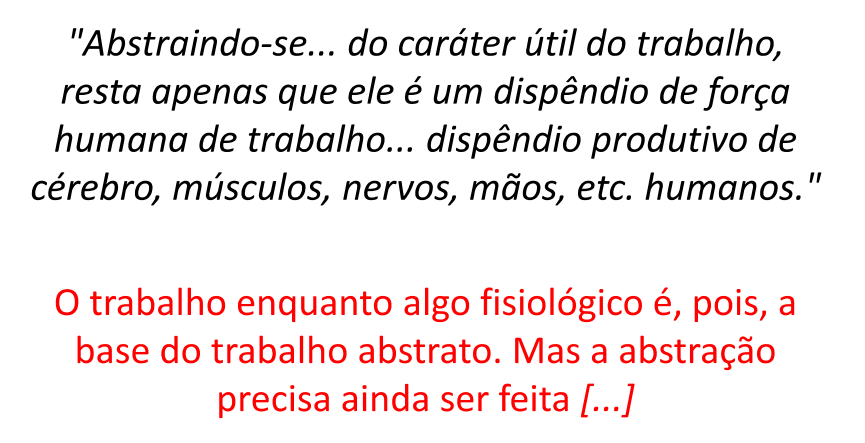 "Abstraindo-se... do caráter útil do trabalho,
resta apenas que ele é um dispêndio de força
humana de trabalho... dispêndio produtivo de
cérebro, músculos, nervos, mãos, etc. humanos."
O trabalho enquanto algo fisiológico é, pois, a
base do trabalho abstrato. Mas a abstração
precisa ainda ser feita [...]